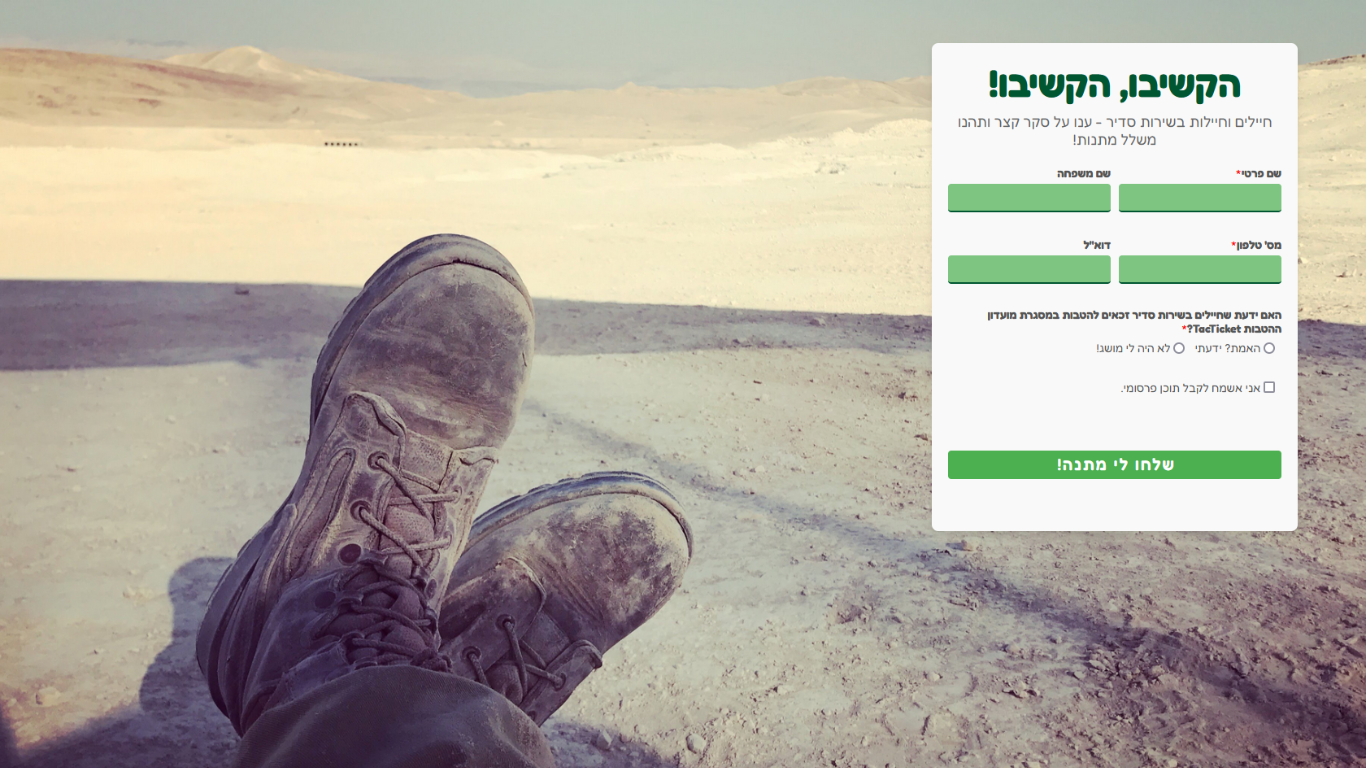 הקשיבו, הקשיבו!
חיילים וחיילות בשירות סדיר - ענו על סקר קצר ותהנו
משלל מתנות!
שם פרטי*
שם משפחה
מס' טלפון*
דוא"ל
האם ידעת שחיילים בשירות סדיר זכאים להטבות במסגרת מועדון
ההטבות TacTicket?*
האמת? ידעתי
לא היה לי מושג!
אני אשמח לקבל תוכן פרסומי.
שלחו לי מתנה!